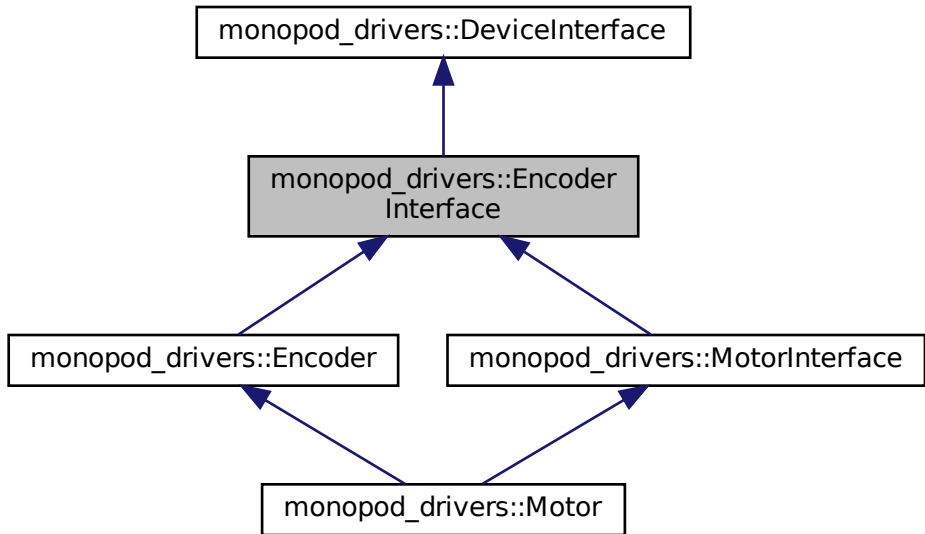 monopod_drivers::DeviceInterface
monopod_drivers::Encoder
Interface
monopod_drivers::Encoder
monopod_drivers::MotorInterface
monopod_drivers::Motor